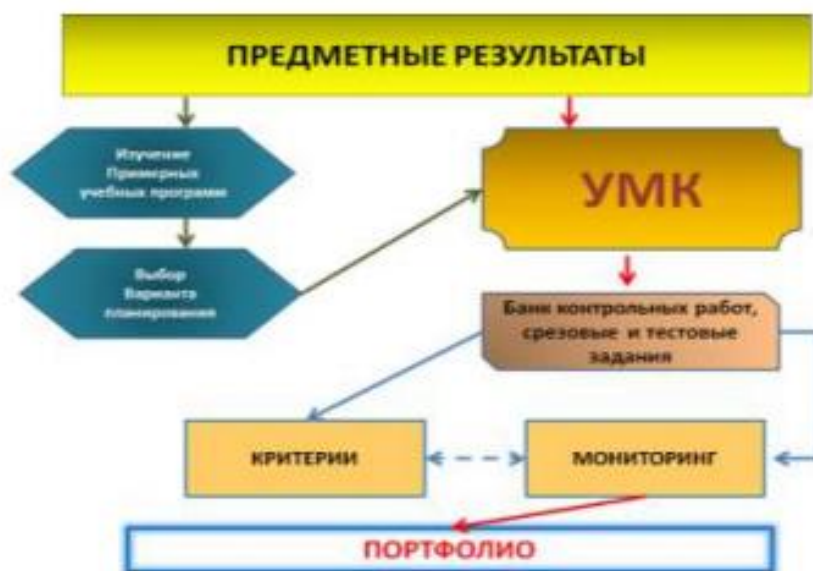 ПРЕДМЕТНЫЕ РЕЗУЛЬТАТЫ
Изучение
Примерных
учебных программ
УМК
Выбор
Варианта
планирования
Банк контрольных работ,
срезовые и тестовые
задания
КРИТЕРИИ
МОНИТОРИНГ
ПОРТФОЛИО